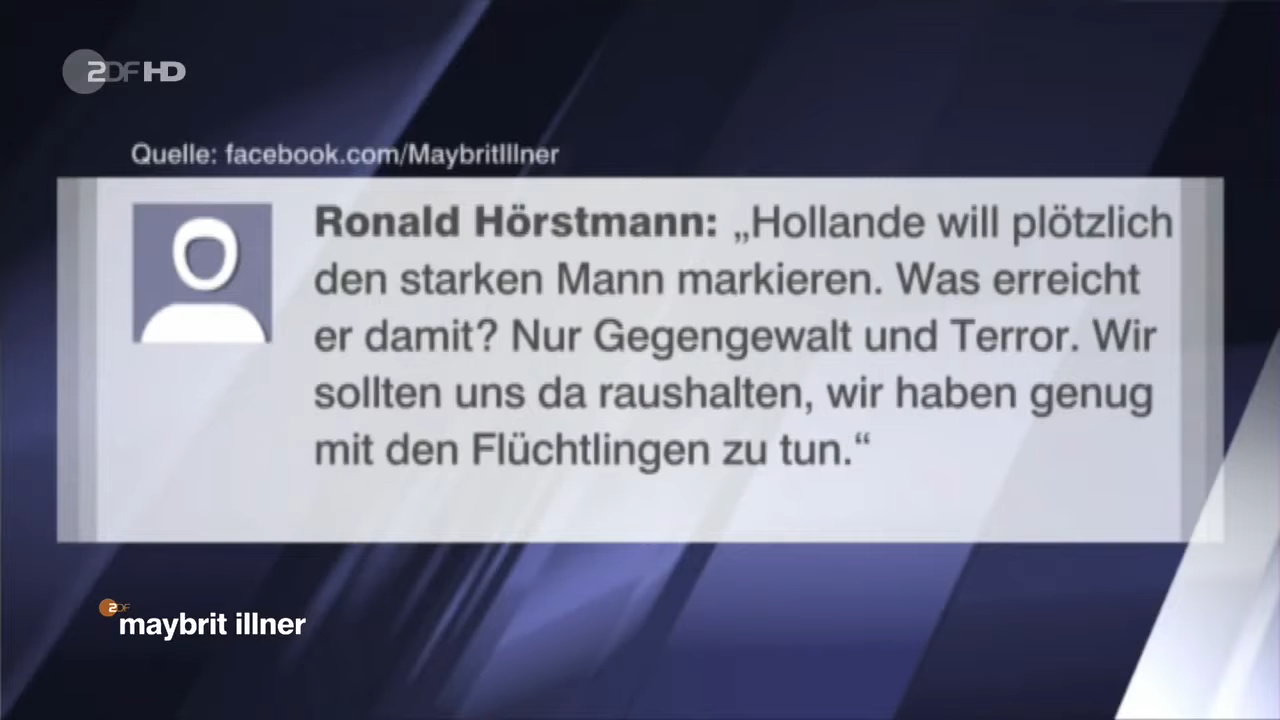 ZDF HD
Quelle: facebook.com/MaybritIllner
Ronald Hörstmann: „Hollande will plötzlich
den starken Mann markieren. Was erreicht
er damit? Nur Gegengewalt und Terror. Wir
sollten uns da raushalten, wir haben genug
mit den Flüchtlingen zu tun.“
ZDF
maybrit illner